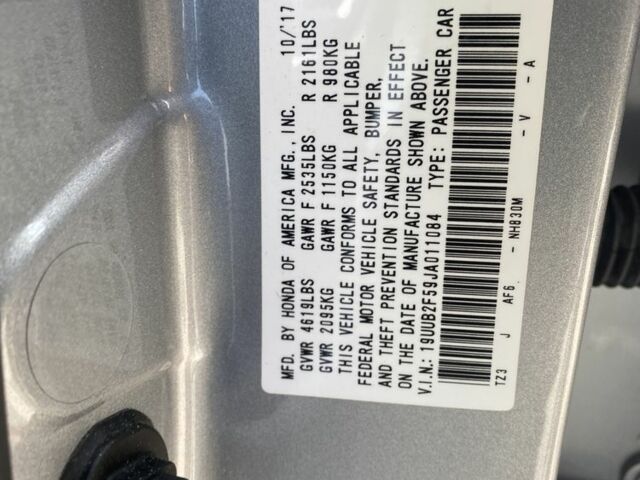 MFD. BY HONDA OF AMERICA MFG., INC. 10/'17
GVWR 4619LBS GAWR F 2535LBS R 2161LBS
GVWR 2095KG GAWR F 1150KG R 980KG
THIS VEHICLE CONFORMS TO ALL APPLICABLE
FEDERAL MOTOR VEHICLE SAFETY, BUMPER,
AND THEFT PREVENTION STANDARDS IN EFFECT
ON THE DATE OF MANUFACTURE SHOWN ABOVE.
V.I.N.: 19UUB2F59JA011084 TYPE: PASSENGER CAR
TZ3 J AF6 - NH830M - V - A